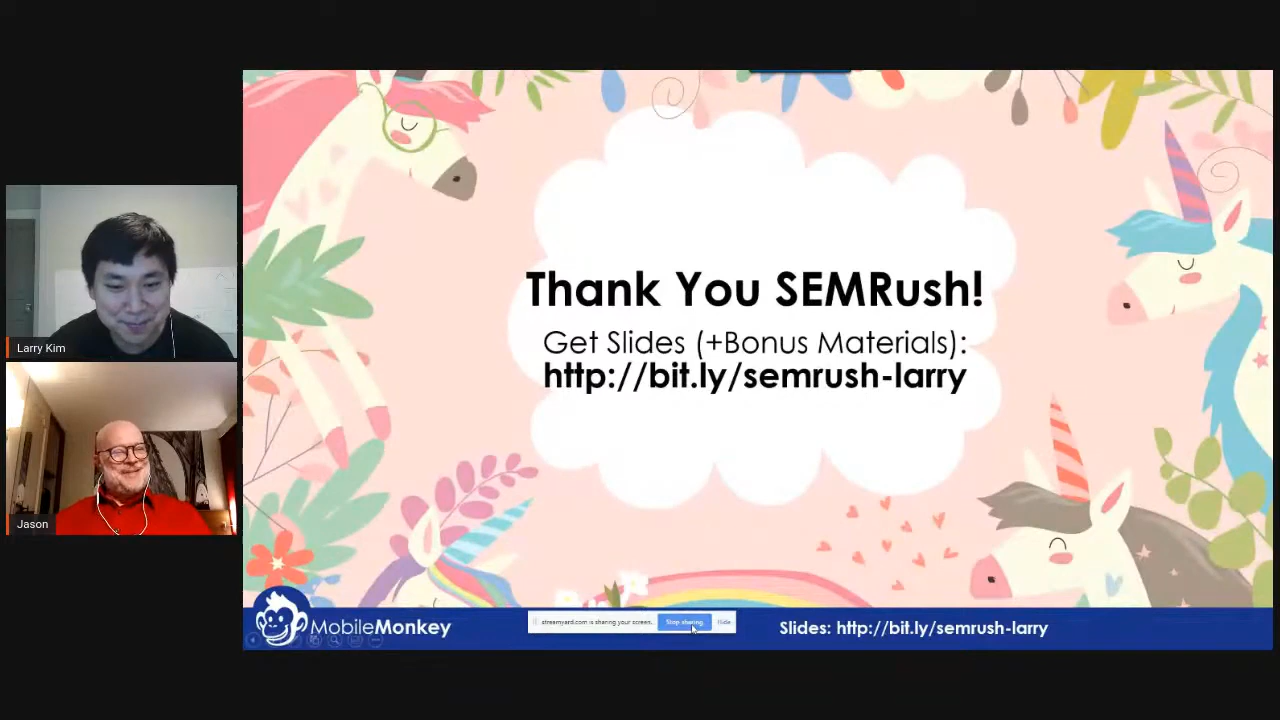 Larry Kim
Jason
Thank You SEMRush!
Get Slides (+Bonus Materials):
http://bit.ly/semrush-larry
MobileMonkey
streamyard.com is sharing your screen.
Stop sharing
Hide
Slides: http://bit.ly/semrush-larry